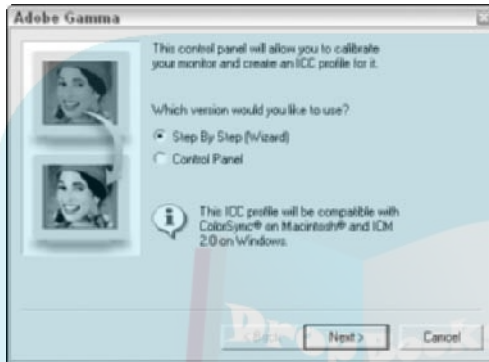 Adobe Gamma
This control panel will allow you to calibrate
your monitor and create an ICC profile for it.
Which version would you like to use?
Step By Step (Wizard)
Control Panel
This ICC profile will be compatible with
ColorSync® on Macintosh® and ICM
2.0 on Windows.
< Back
Next >
Cancel